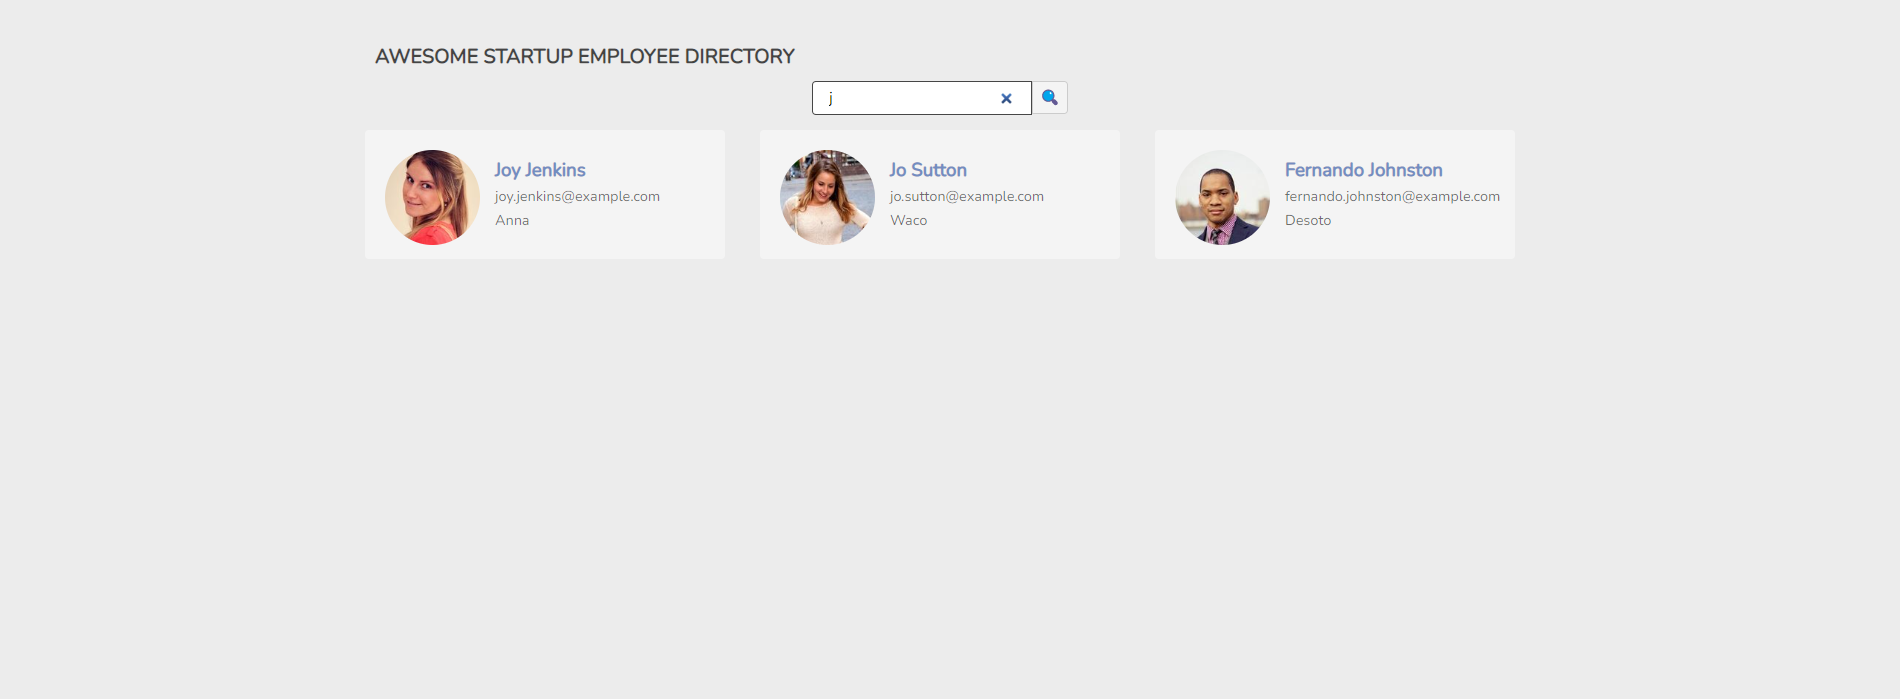 AWESOME STARTUP EMPLOYEE DIRECTORY
j
Joy Jenkins
joy.jenkins@example.com
Anna
Jo Sutton
jo.sutton@example.com
Waco
Fernando Johnston
fernando.johnston@example.com
Desoto